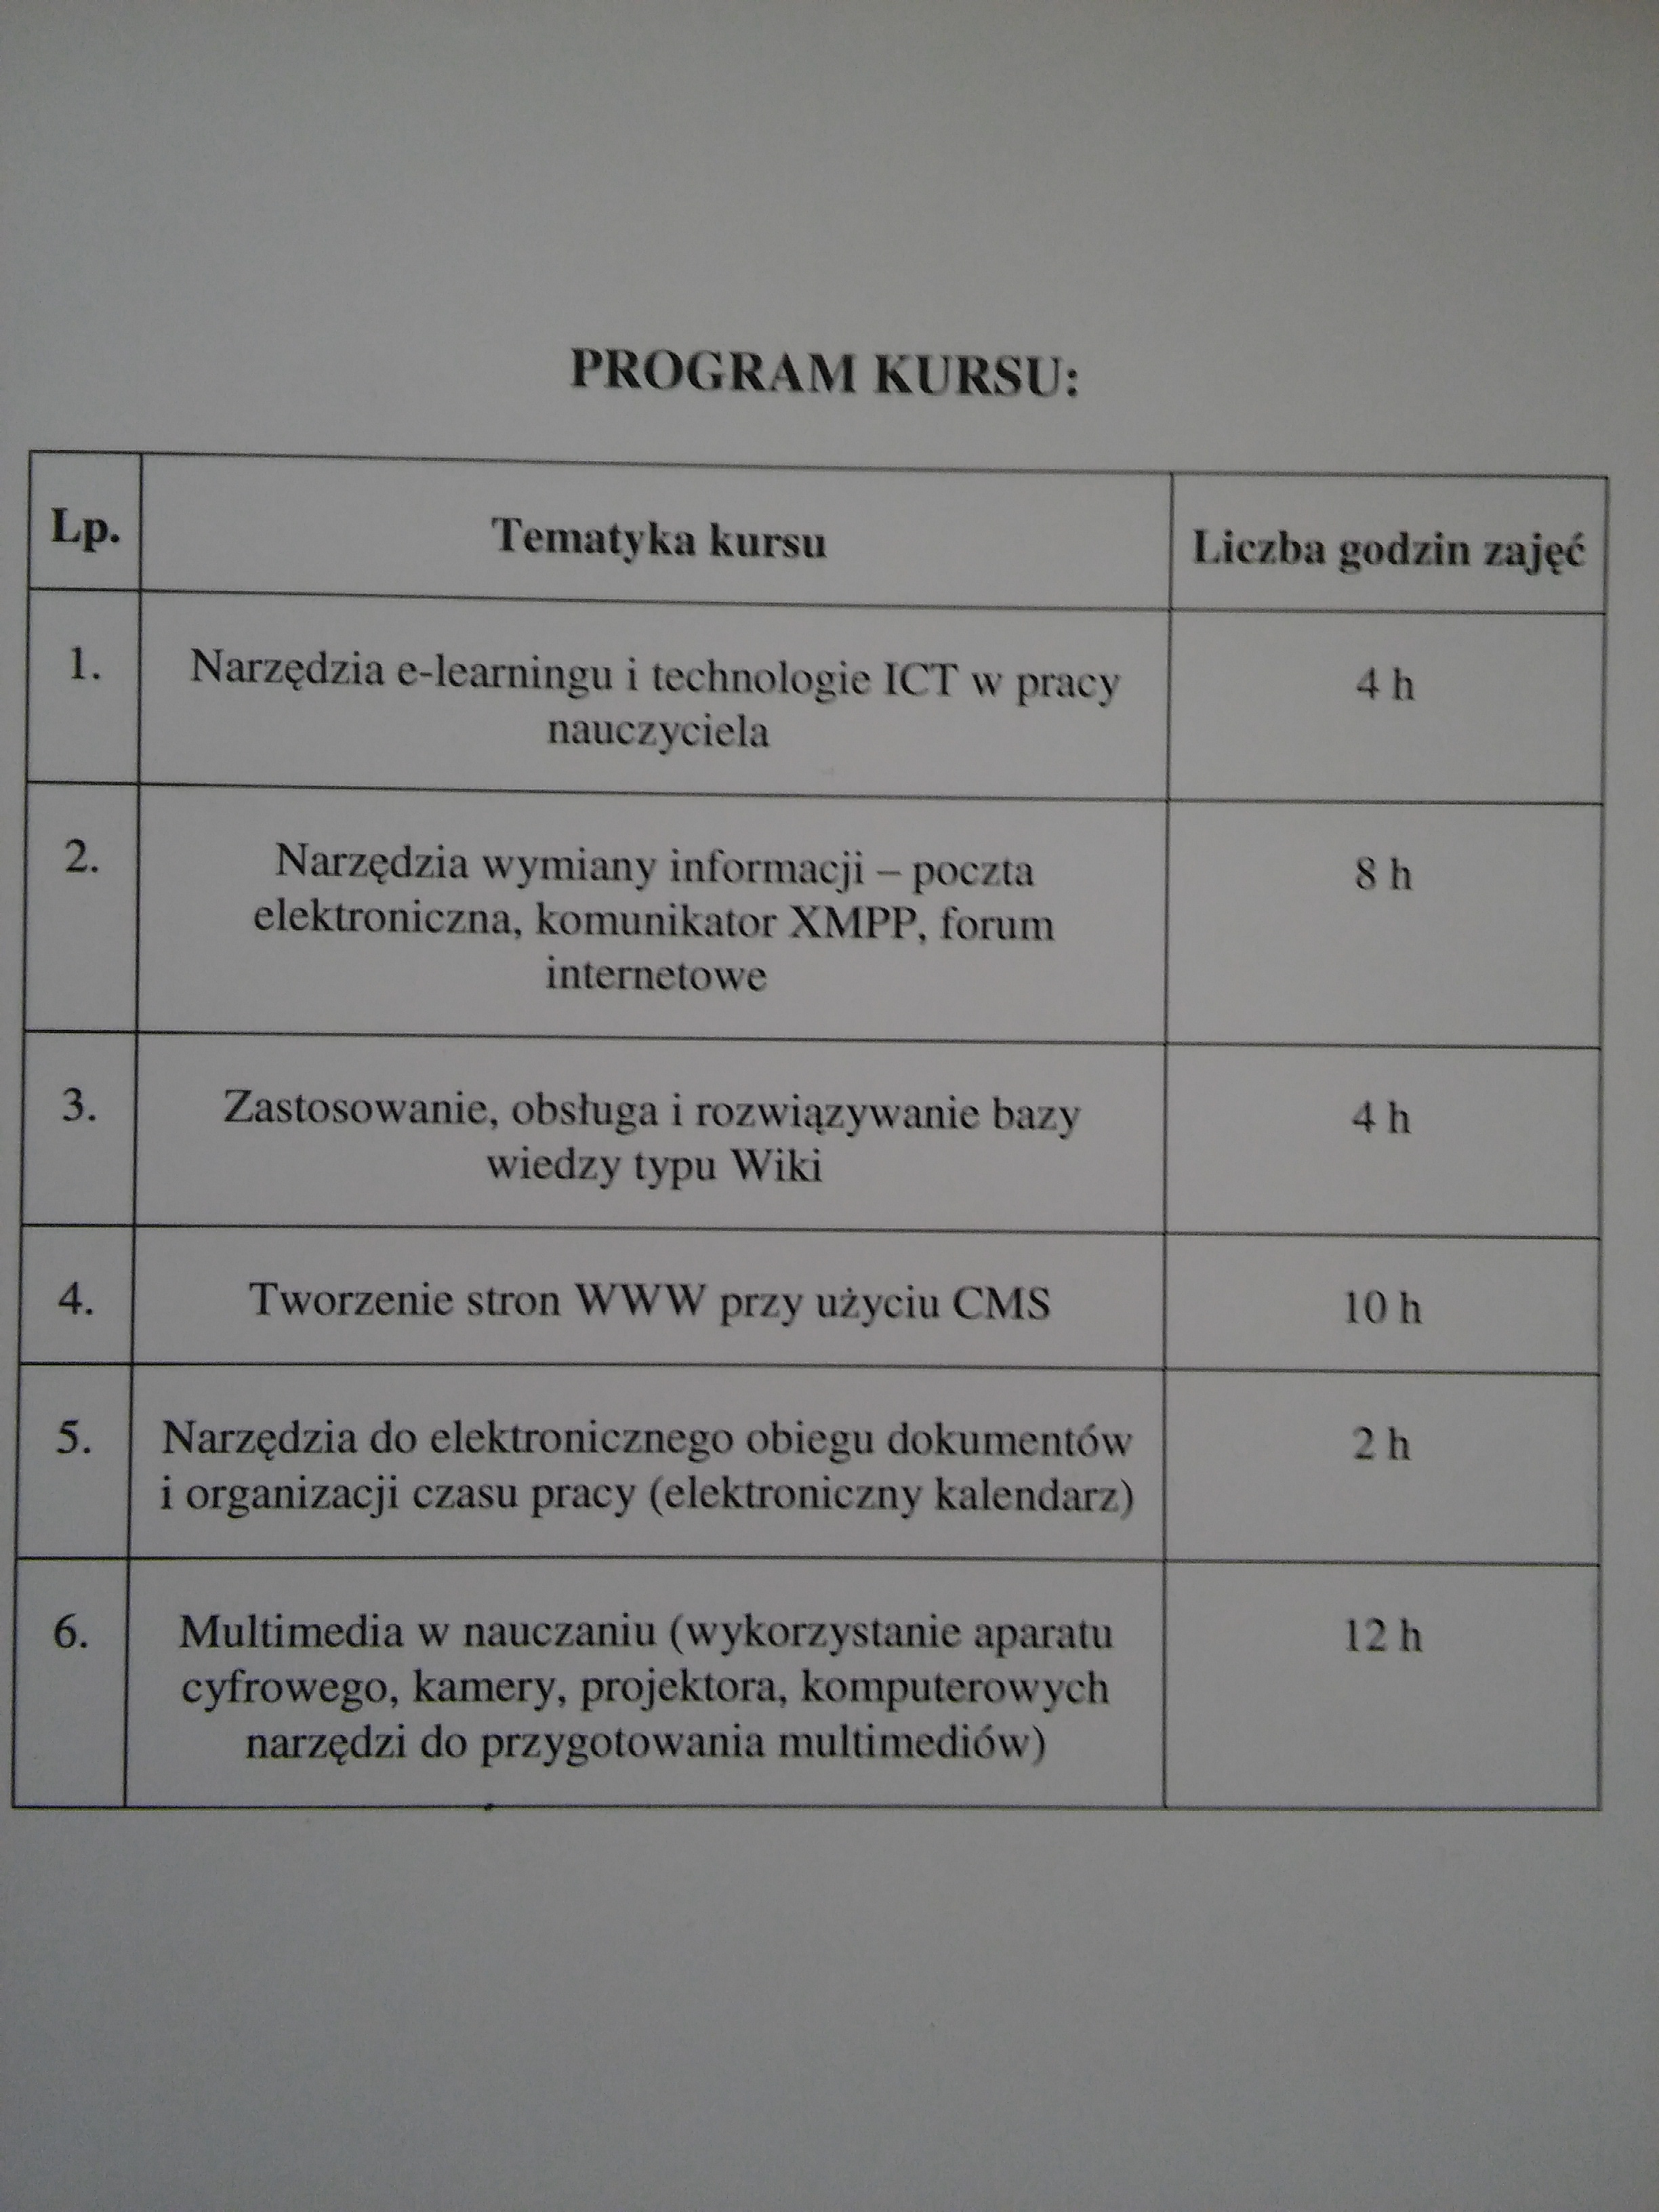 PROGRAM KURSU:
Lp. Tematyka kursu Liczba godzin zajęć
1. Narzędzia e-learningu i technologie ICT w pracy 4 h
nauczyciela
2. Narzędzia wymiany informacji – poczta 8 h
elektroniczna, komunikator XMPP, forum
internetowe
3. Zastosowanie, obsługa i rozwiązywanie bazy 4 h
wiedzy typu Wiki
4. Tworzenie stron WWW przy użyciu CMS 10 h
5. Narzędzia do elektronicznego obiegu dokumentów 2 h
i organizacji czasu pracy (elektroniczny kalendarz)
6. Multimedia w nauczaniu (wykorzystanie aparatu 12 h
cyfrowego, kamery, projektora, komputerowych
narzędzi do przygotowania multimediów)